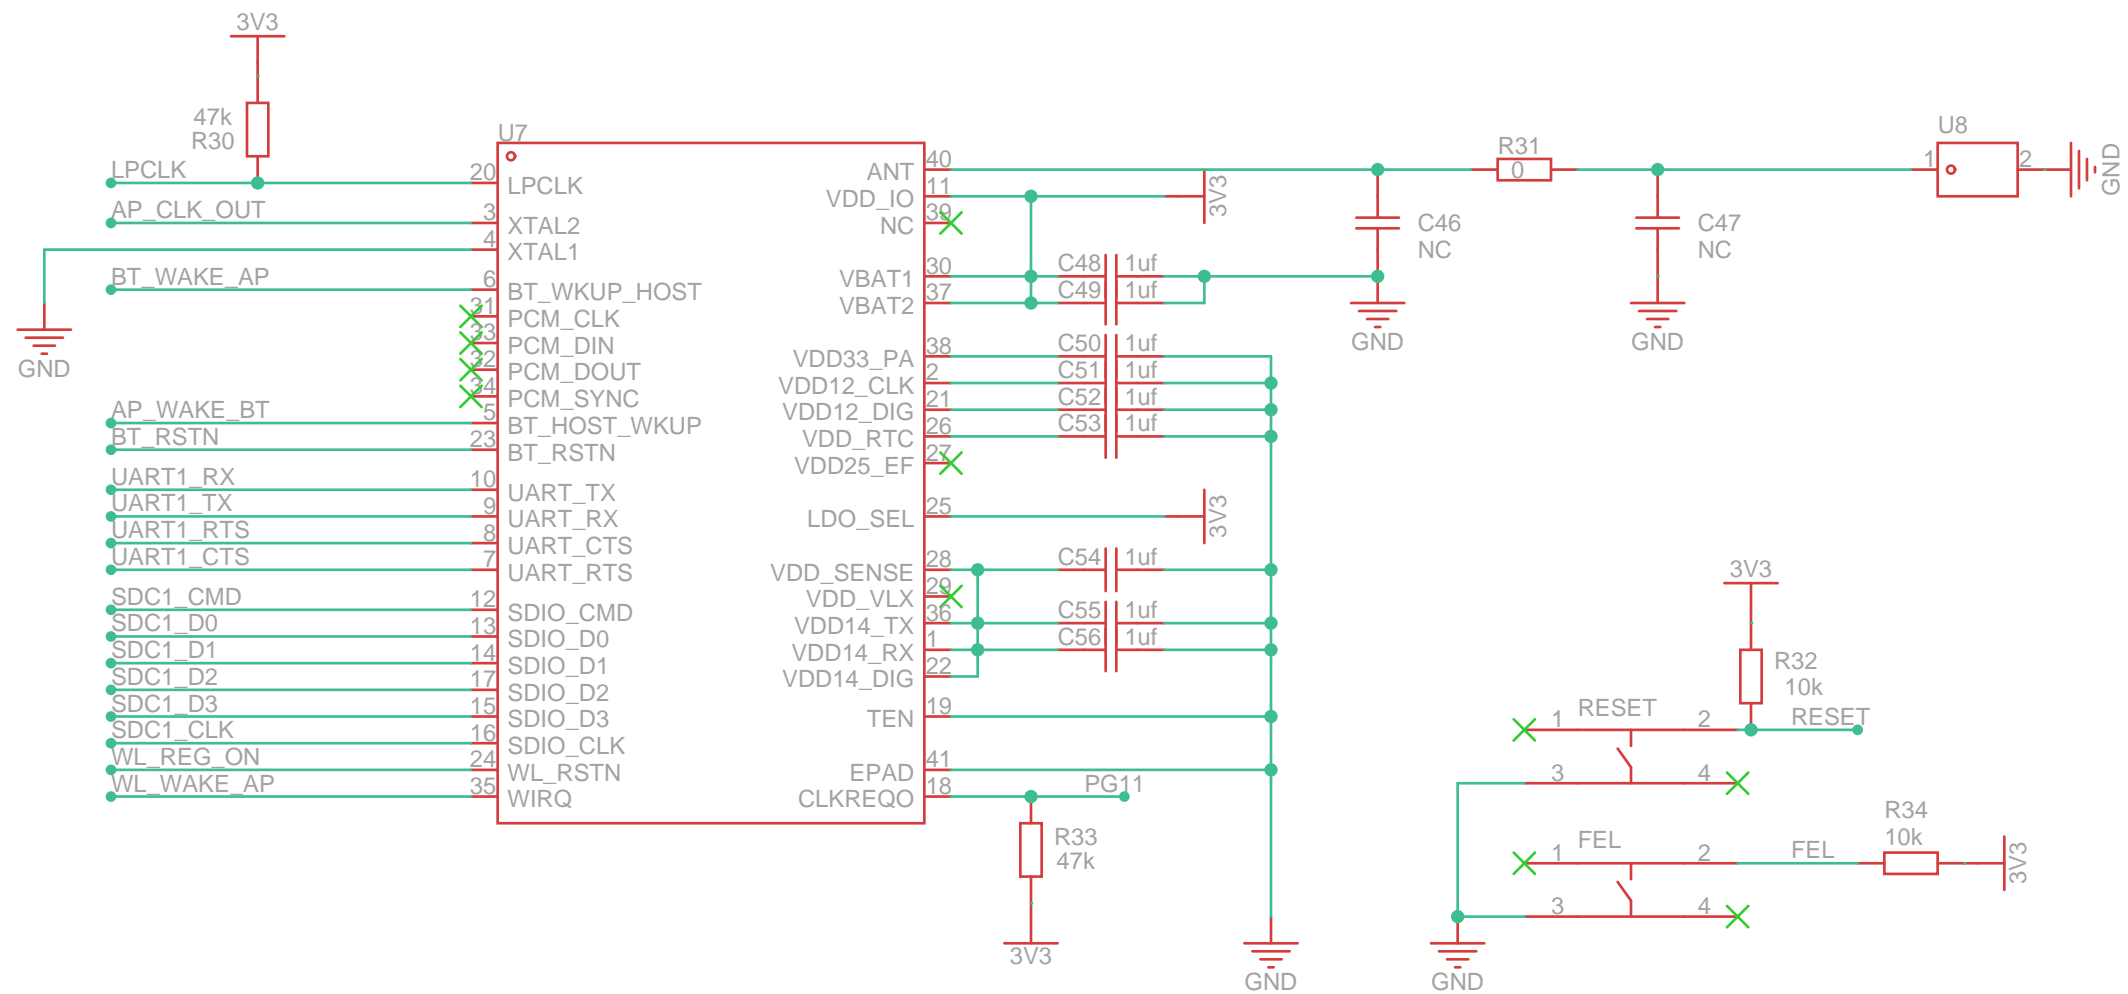 3V3
47k
R30
LPCLK
AP_CLK_OUT
GND
BT_WAKE_AP
AP_WAKE_BT
BT_RSTN
UART1_RX
UART1_TX
UART1_RTS
UART1_CTS
SDC1_CMD
SDC1_D0
SDC1_D1
SDC1_D2
SDC1_D3
SDC1_CLK
WL_REG_ON
WL_WAKE_AP
U7
20 LPCLK
3 XTAL2
4 XTAL1
6 BT_WKUP_HOST
31 PCM_CLK
33 PCM_DIN
32 PCM_DOUT
34 PCM_SYNC
5 BT_HOST_WKUP
23 BT_RSTN
10 UART_TX
9 UART_RX
8 UART_CTS
7 UART_RTS
12 SDIO_CMD
13 SDIO_D0
14 SDIO_D1
17 SDIO_D2
15 SDIO_D3
16 SDIO_CLK
24 WL_RSTN
35 WIRQ
ANT 40
VDD_IO 11
NC 39
VBAT1 30
VBAT2 37
VDD33_PA 38
VDD12_CLK 2
VDD12_DIG 21
VDD_RTC 26
VDD25_EF 27
LDO_SEL 25
VDD_SENSE 28
VDD_VLX 29
VDD14_TX 36
VDD14_RX 1
VDD14_DIG 22
TEN 19
EPAD 41
CLKREQO 18
3V3
C48 1uf
C49 1uf
C50 1uf
C51 1uf
C52 1uf
C53 1uf
3V3
C54 1uf
C55 1uf
C56 1uf
PG11
R33
47k
3V3
GND
C46
NC
GND
R31
0
C47
NC
GND
U8
1 2
GND
3V3
R32
10k
1 RESET 2 RESET
3 4
R34
10k
1 FEL 2 FEL
3V3
3 4
GND